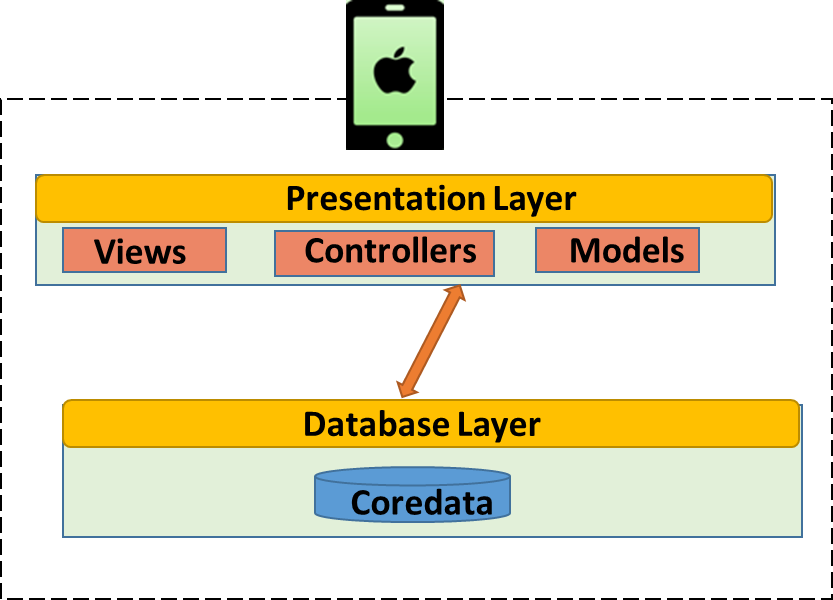 Presentation Layer
Views
Controllers
Models
Database Layer
Coredata